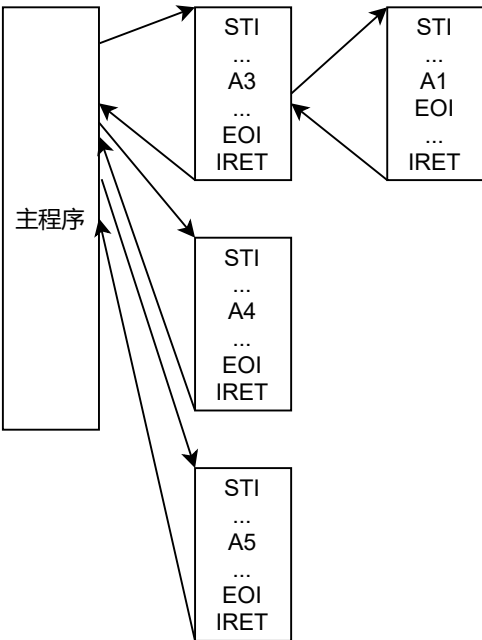 主程序
STI
...
A3
...
EOI
IRET
STI
...
A1
EOI
...
IRET
STI
...
A4
...
EOI
IRET
STI
...
A5
...
EOI
IRET